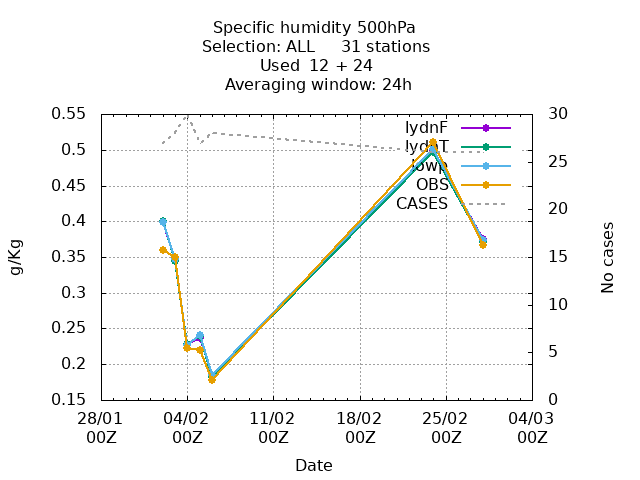 Specific humidity 500hPa
Selection: ALL 31 stations
Used 12 + 24
Averaging window: 24h
0.55
0.5
0.45
0.4
0.35
0.3
0.25
0.2
0.15
g/Kg
30
25
20
15
10
5
0
No cases
lydnF
lydnT
lowp
OBS
CASES
28/01 04/02 11/02 18/02 25/02 04/03
00Z 00Z 00Z 00Z 00Z 00Z
Date